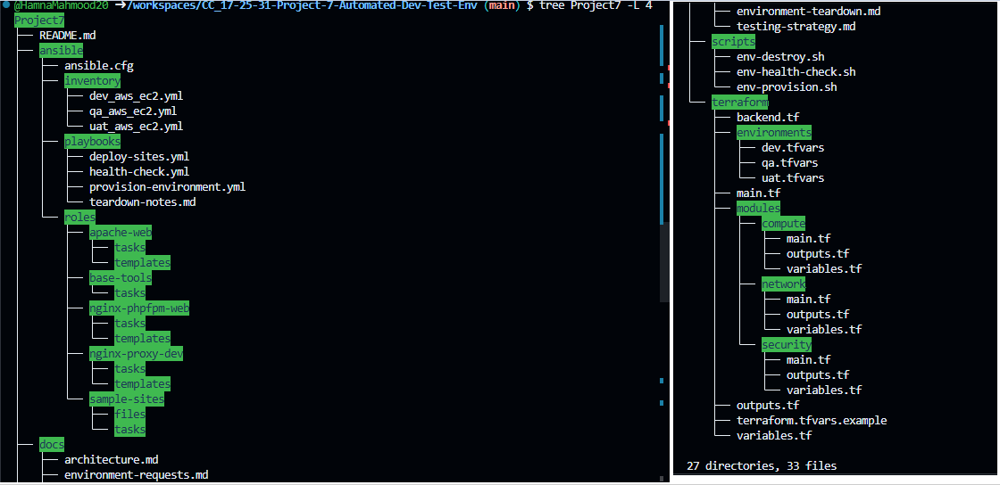 @HamnaMahmood20 ➜/workspaces/CC_17-25-31-Project-7-Automated-Dev-Test-Env (main) $ tree Project7 -L 4
Project7
├── README.md
├── ansible
│   ├── ansible.cfg
│   ├── inventory
│   │   ├── dev_aws_ec2.yml
│   │   ├── qa_aws_ec2.yml
│   │   └── uat_aws_ec2.yml
│   ├── playbooks
│   │   ├── deploy-sites.yml
│   │   ├── health-check.yml
│   │   ├── provision-environment.yml
│   │   └── teardown-notes.md
│   └── roles
│       ├── apache-web
│       │   ├── tasks
│       │   └── templates
│       ├── base-tools
│       │   └── tasks
│       ├── nginx-phpfpm-web
│       │   ├── tasks
│       │   └── templates
│       ├── nginx-proxy-dev
│       │   ├── tasks
│       │   └── templates
│       └── sample-sites
│           ├── files
│           └── tasks
├── docs
│   ├── architecture.md
│   ├── environment-requests.md
│   ├── environment-teardown.md
│   └── testing-strategy.md
├── scripts
│   ├── env-destroy.sh
│   ├── env-health-check.sh
│   └── env-provision.sh
└── terraform
    ├── backend.tf
    ├── environments
    │   ├── dev.tfvars
    │   ├── qa.tfvars
    │   └── uat.tfvars
    ├── main.tf
    ├── modules
    │   ├── compute
    │   │   ├── main.tf
    │   │   ├── outputs.tf
    │   │   └── variables.tf
    │   ├── network
    │   │   ├── main.tf
    │   │   ├── outputs.tf
    │   │   └── variables.tf
    │   └── security
    │       ├── main.tf
    │       ├── outputs.tf
    │       └── variables.tf
    ├── outputs.tf
    ├── terraform.tfvars.example
    └── variables.tf
27 directories, 33 files